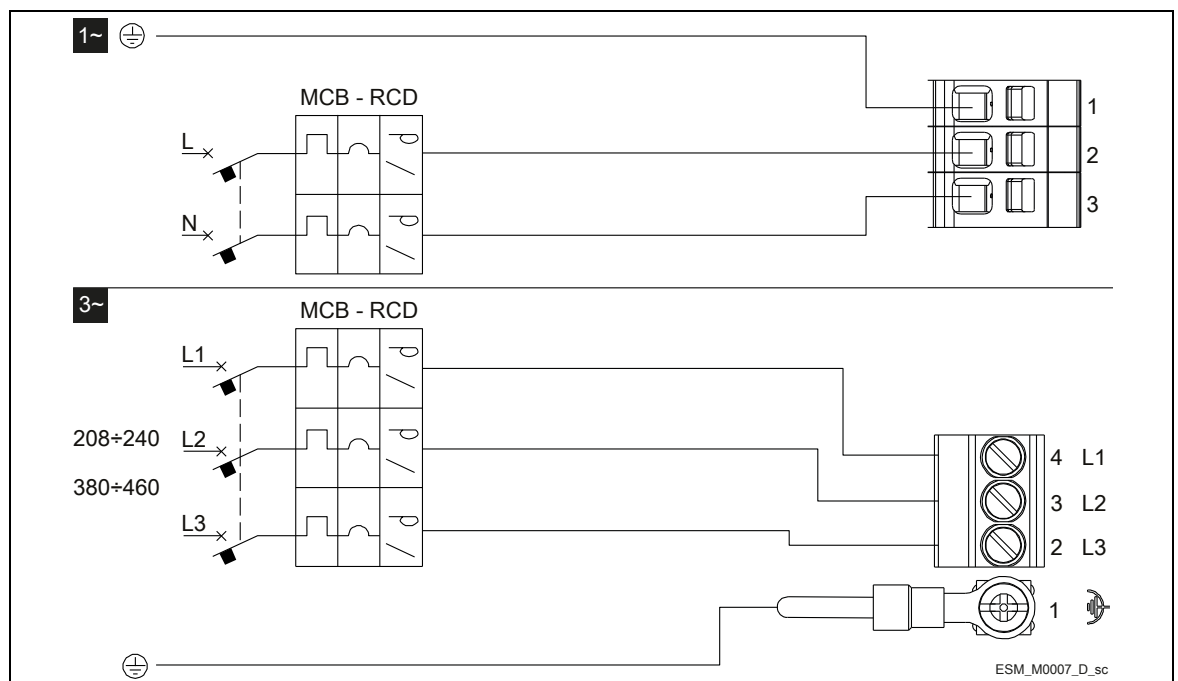 1~
MCB - RCD
L
N
1
2
3
3~
MCB - RCD
L1
208÷240 L2
380÷460
L3
4 L1
3 L2
2 L3
1
ESM_M0007_D_sc